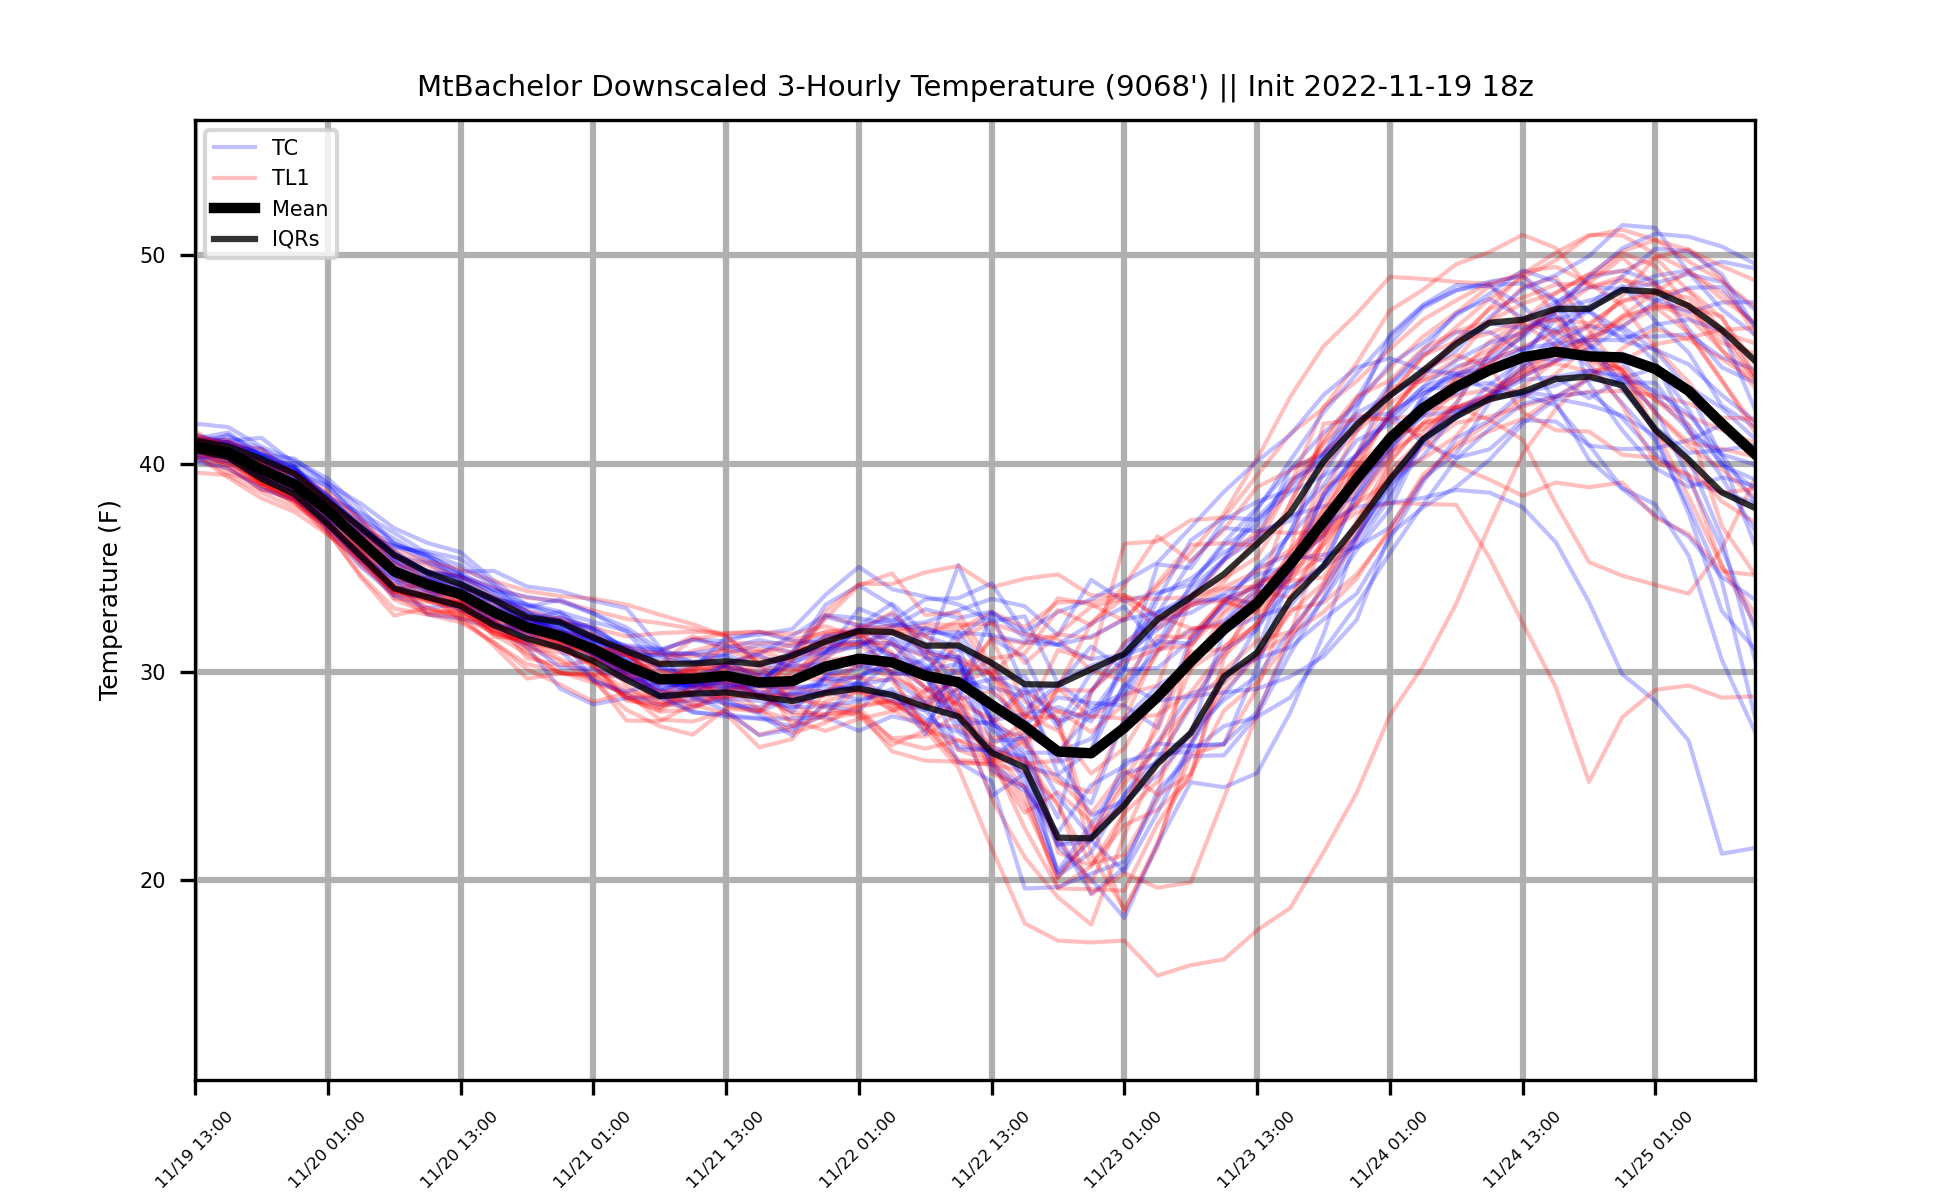 MtBachelor Downscaled 3-Hourly Temperature (9068') || Init 2022-11-19 18z
TC
TL1
Mean
IQRs
Temperature (F)
50
40
30
20
11/19 13:00
11/20 01:00
11/20 13:00
11/21 01:00
11/21 13:00
11/22 01:00
11/22 13:00
11/23 01:00
11/23 13:00
11/24 01:00
11/24 13:00
11/25 01:00